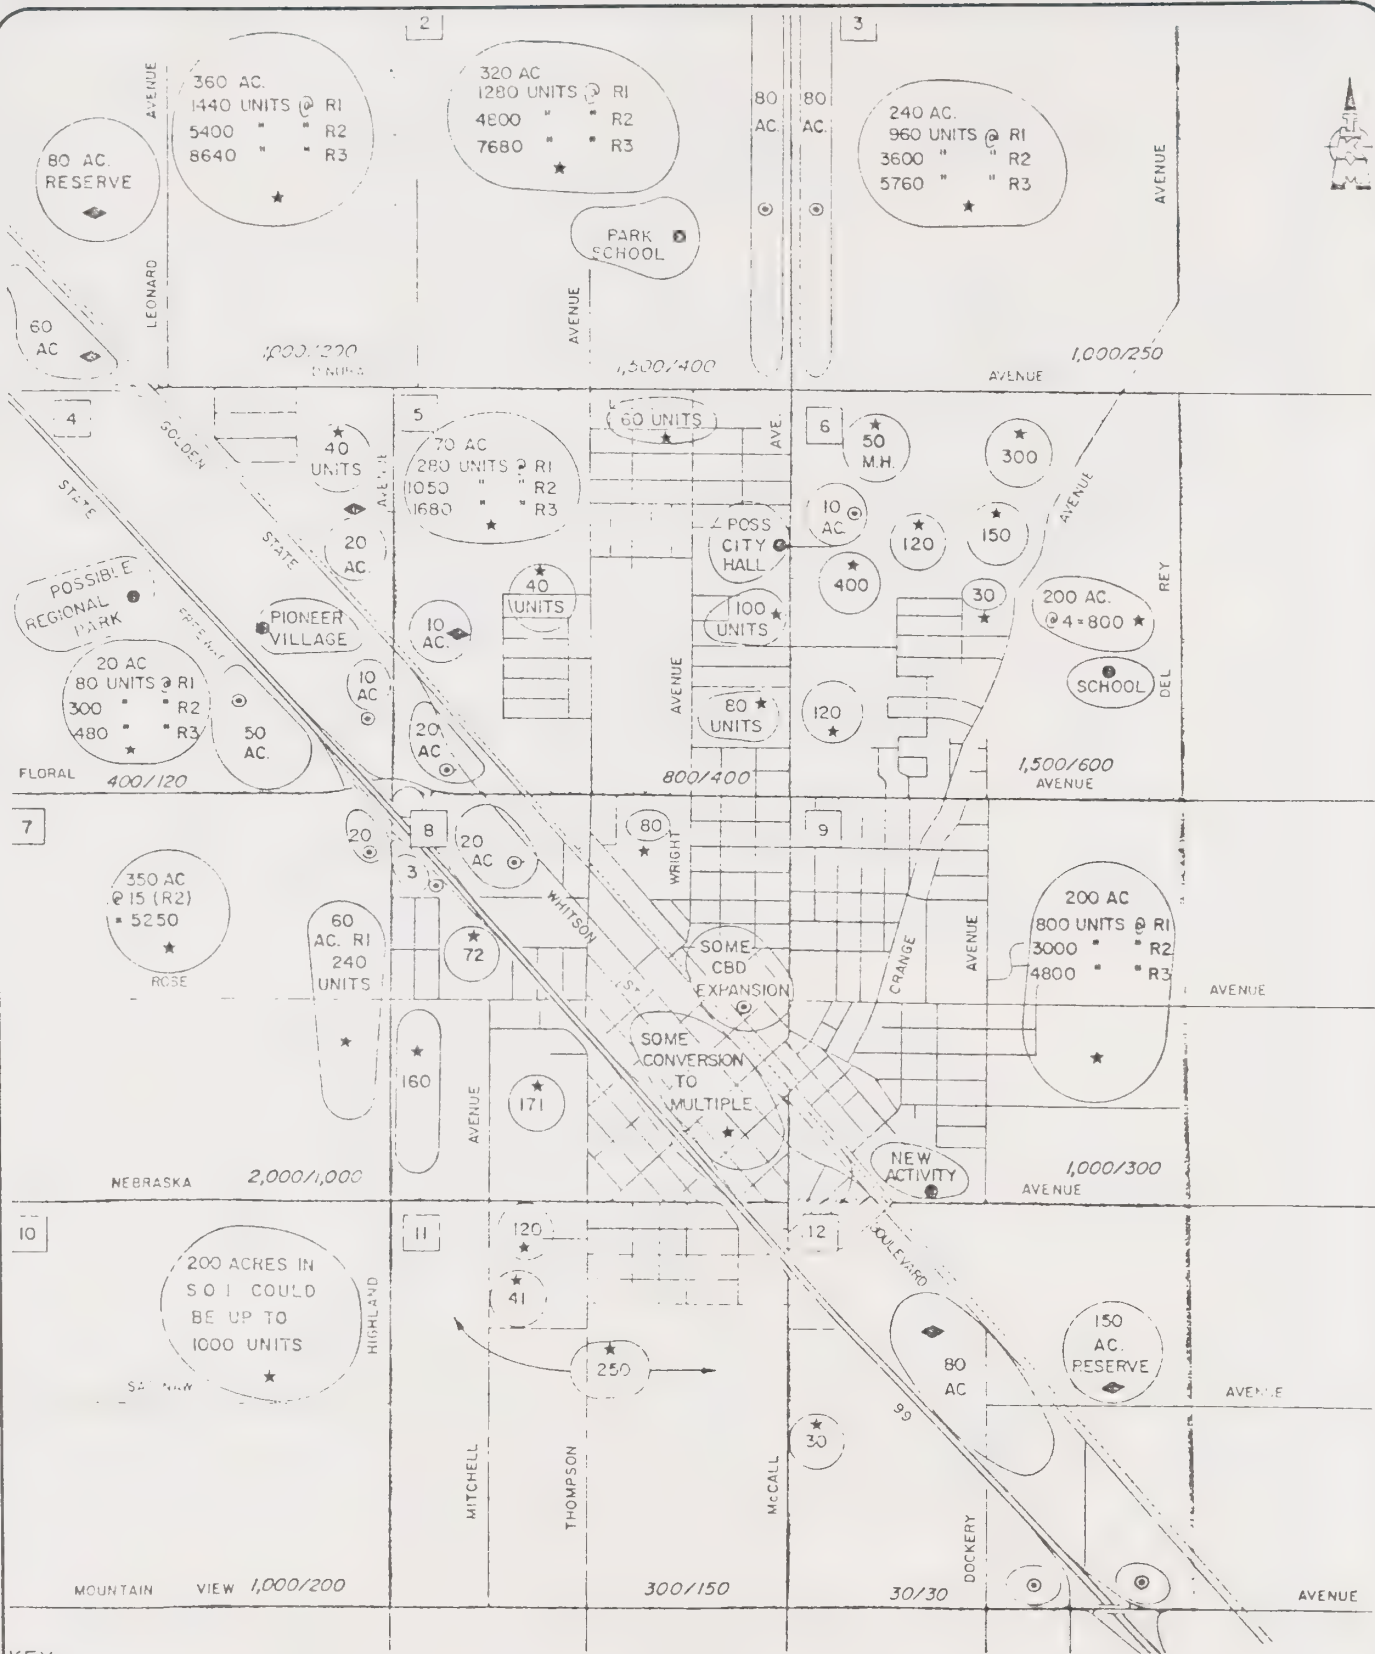 2
3
360 AC.
1440 UNITS @ R1
5400 " " R2
8640 " " R3
320 AC
1280 UNITS @ R1
4800 " " R2
7680 " " R3
80 AC.
80 AC.
240 AC.
960 UNITS @ R1
3600 " " R2
5760 " " R3
80 AC.
RESERVE
LEONARD AVENUE
PARK
SCHOOL
AVENUE
AVENUE
60
AC
1,000/250
1,500/400
AVENUE
4
5
6
GOLDEN
STATE
40
UNITS
AVENUE
70 AC
280 UNITS @ R1
1050 " " R2
1680 " " R3
60 UNITS
AVE.
50
M.H.
300
20
AC.
POSS
CITY
HALL
10
AC
120
150
AVENUE
STATE
FREEWAY
POSSIBLE
REGIONAL
PARK
PIONEER
VILLAGE
10
AC.
40
UNITS
400
30
200 AC.
@ 4=800
DEL REY
100
UNITS
SCHOOL
20 AC
80 UNITS @ R1
300 " " R2
480 " " R3
50
AC.
10
AC
20
AC
AVENUE
80
UNITS
120
FLORAL
400/120
800/400
1,500/600
AVENUE
7
8
9
20
3
20
AC
80
WRIGHT
350 AC
@ 15 (R2)
= 5250
ROSE
60
AC. R1
240
UNITS
72
WHITSON
ST
SOME
CBD
EXPANSION
ORANGE
AVENUE
200 AC
800 UNITS @ R1
3000 " " R2
4800 " " R3
AVENUE
160
AVENUE
171
SOME
CONVERSION
TO
MULTIPLE
NEW
ACTIVITY
NEBRASKA
2,000/1,000
1,000/300
AVENUE
10
11
12
200 ACRES IN
S O I COULD
BE UP TO
1000 UNITS
HIGHLAND
120
41
250
BOULEVARD
80
AC
150
AC.
RESERVE
AVENUE
99
30
MITCHELL
THOMPSON
McCALL
DOCKERY
MOUNTAIN VIEW
1,000/200
300/150
30/30
AVENUE